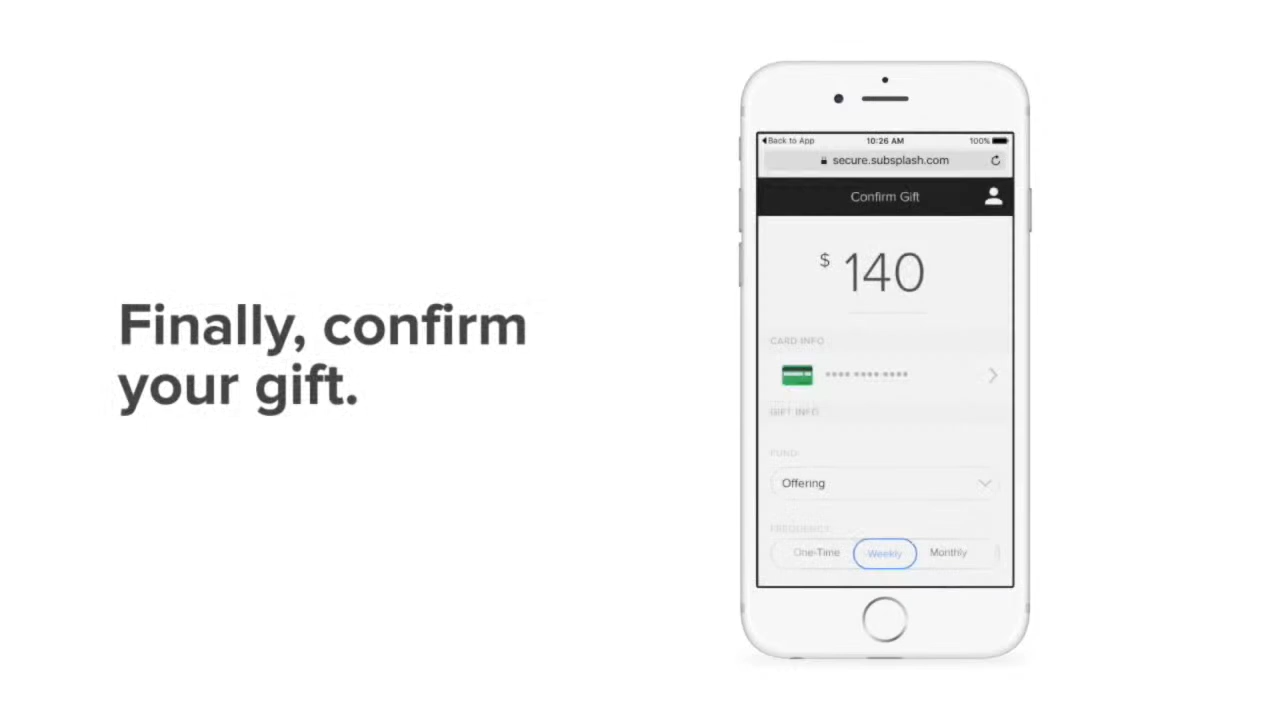 Finally, confirm
your gift.
Back to App 10:26 AM 100%
secure.subsplash.com
Confirm Gift
$ 140
CARD INFO
•••• •••• ••••
GIFT INFO
FUND
Offering
FREQUENCY
One-Time Weekly Monthly